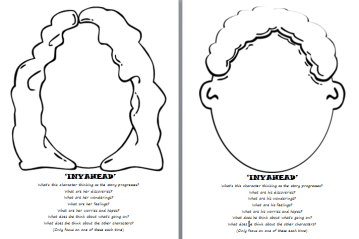 'INYAHEAD'
What's this character thinking as the story progresses?
What are her discoveries?
What are her wonderings?
What are her feelings?
What are her worries and hopes?
What does she think about what's going on?
What does she think about the other characters?
(Only focus on one of these each time)
'INYAHEAD'
What's this character thinking as the story progresses?
What are his discoveries?
What are his wonderings?
What are his feelings?
What are his worries and hopes?
What does he think about what's going on?
What does he think about the other characters?
(Only focus on one of these each time)